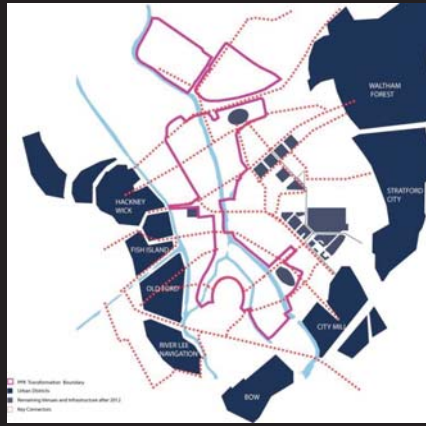 WALTHAM
FOREST
STRATFORD
CITY
HACKNEY
WICK
FISH ISLAND
OLD FORD
RIVER LEE
NAVIGATION
CITY MILL
BOW
PPR Transformation Boundary
Urban Districts
Remaining Venues and Infrastructure after 2012
Key Connectors